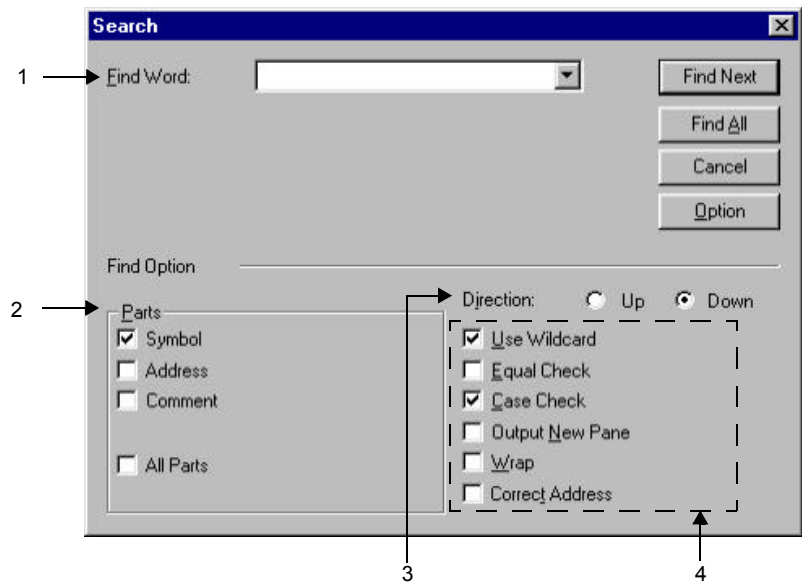 Search
1
Find Word:
Find Next
Find All
Cancel
Option
Find Option
2
Parts
Symbol
Address
Comment
All Parts
Direction: Up Down
Use Wildcard
Equal Check
Case Check
Output New Pane
Wrap
Correct Address
3
4